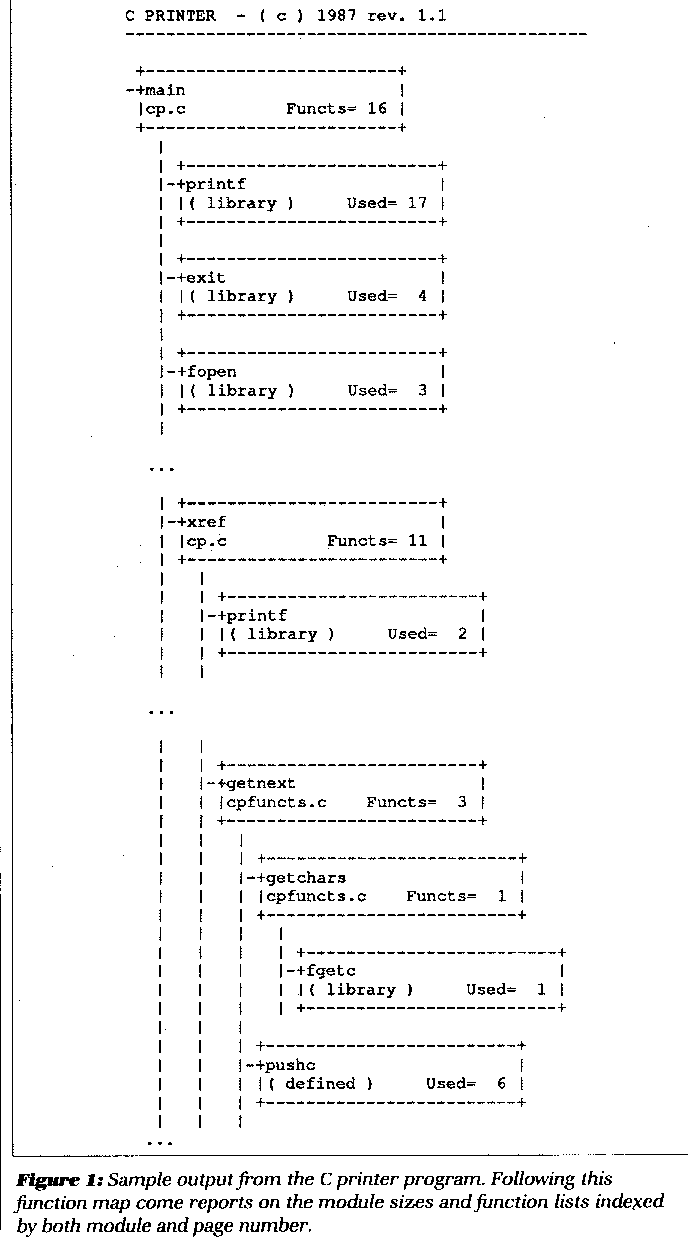 C PRINTER - ( c ) 1987 rev. 1.1
---------------------------------------------
+-------------------------+
-+main |
|cp.c Functs= 16 |
+-------------------------+
|
| +-------------------------+
|-+printf |
| |( library ) Used= 17 |
| +-------------------------+
|
| +-------------------------+
|-+exit |
| |( library ) Used= 4 |
| +-------------------------+
|
| +-------------------------+
|-+fopen |
| |( library ) Used= 3 |
| +-------------------------+
|
...
| +-------------------------+
|-+xref |
| |cp.c Functs= 11 |
| +-------------------------+
| |
| | +-------------------------+
| |-+printf |
| | |( library ) Used= 2 |
| | +-------------------------+
| |
...
| |
| | +-------------------------+
| |-+getnext |
| | |cpfuncts.c Functs= 3 |
| | +-------------------------+
| | |
| | | +-------------------------+
| | |-+getchars |
| | | |cpfuncts.c Functs= 1 |
| | | +-------------------------+
| | | |
| | | | +-------------------------+
| | | |-+fgetc |
| | | | |( library ) Used= 1 |
| | | | +-------------------------+
| | |
| | | +-------------------------+
| | |-+pushc |
| | | |( defined ) Used= 6 |
| | | +-------------------------+
| | |
...
Figure 1: Sample output from the C printer program. Following this
function map come reports on the module sizes and function lists indexed
by both module and page number.